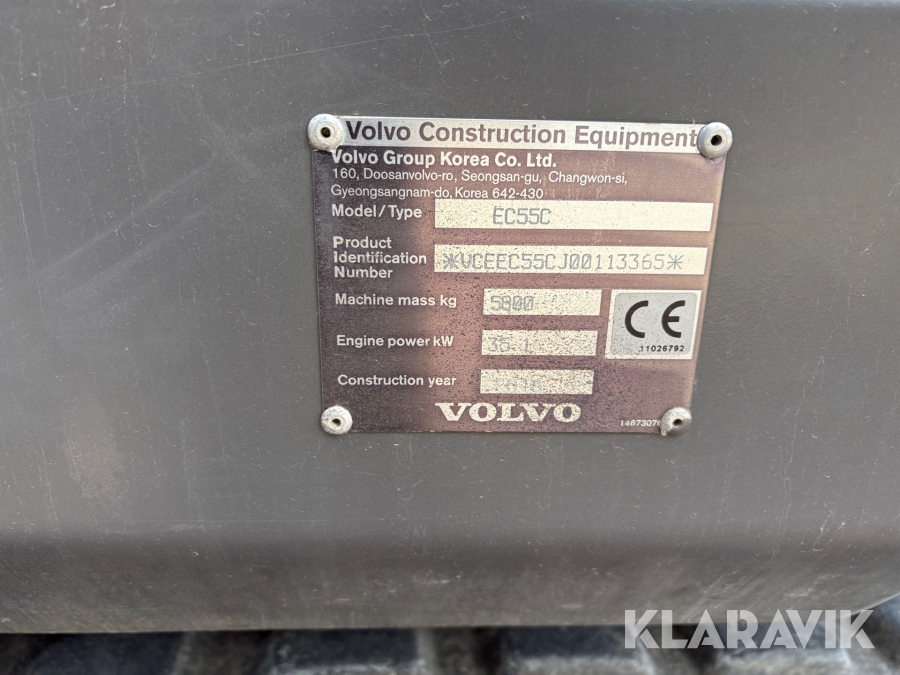 Volvo Construction Equipment
Volvo Group Korea Co. Ltd.
160, Doosanvolvo-ro, Seongsan-gu, Changwon-si,
Gyeongsangnam-do, Korea 642-430
Model/Type EC55C
Product
Identification
Number
*VCEEC55CJ00113365*
Machine mass kg 5800
Engine power kW 35.1
CE
11026792
Construction year
VOLVO
KLARAVIK